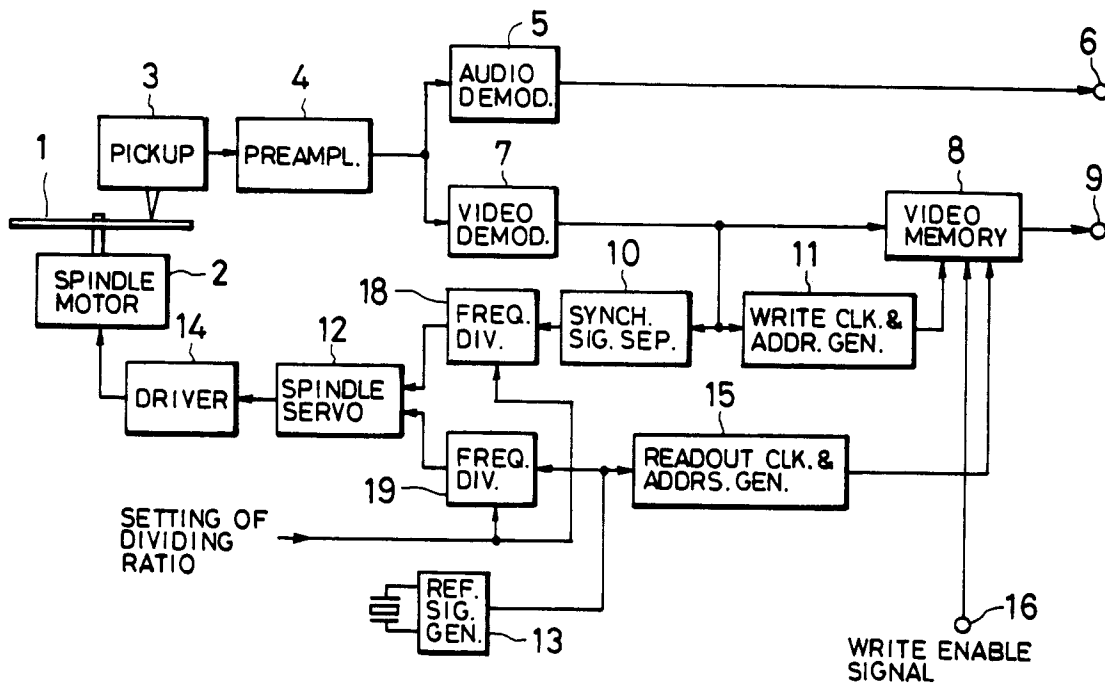 5
AUDIO
DEMOD.
6
3
PICKUP
4
PREAMPL.
1
7
VIDEO
DEMOD.
8
VIDEO
MEMORY
9
SPINDLE
MOTOR
2
18
FREQ.
DIV.
10
SYNCH.
SIG. SEP.
11
WRITE CLK. &
ADDR. GEN.
14
DRIVER
12
SPINDLE
SERVO
FREQ.
DIV.
19
15
READOUT CLK. &
ADDRS. GEN.
SETTING OF
DIVIDING
RATIO
REF.
SIG.
GEN.
13
16
WRITE ENABLE
SIGNAL